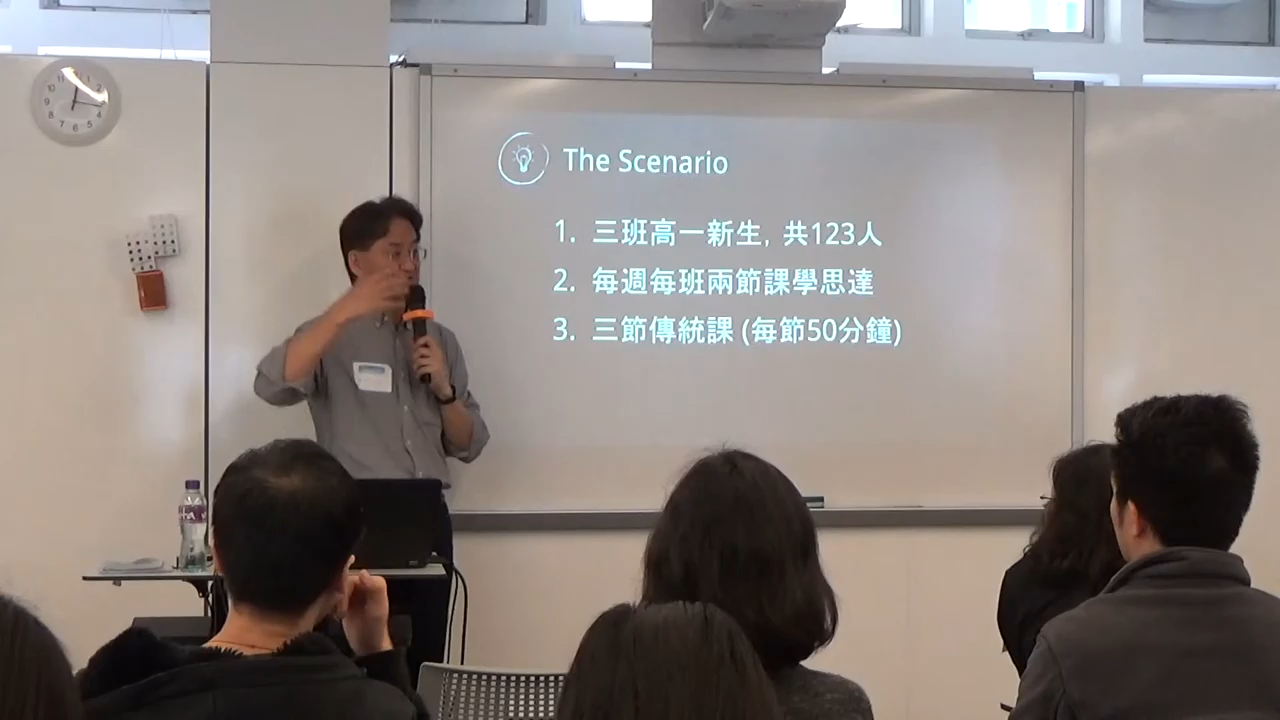 The Scenario
1. 三班高一新生, 共123人
2. 每週每班兩節課學思達
3. 三節傳統課 (每節50分鐘)